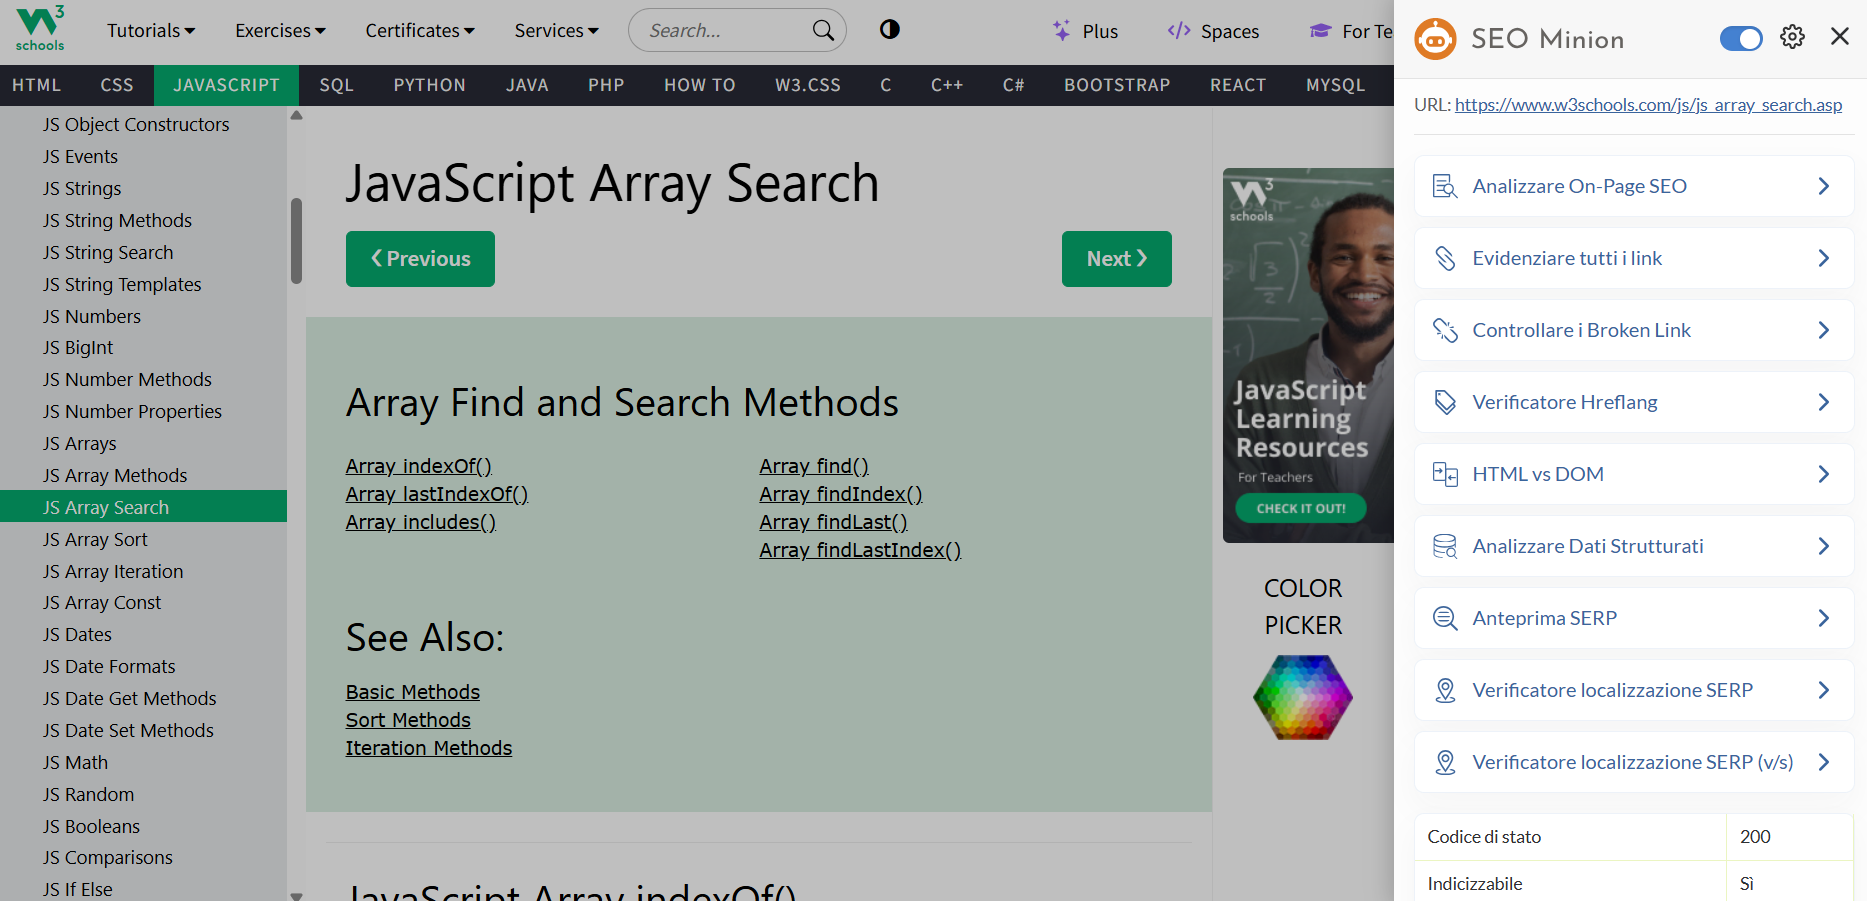 W3
schools
Tutorials
Exercises
Certificates
Services
Search...
Plus
Spaces
For Te
HTML
CSS
JAVASCRIPT
SQL
PYTHON
JAVA
PHP
HOW TO
W3.CSS
C
C++
C#
BOOTSTRAP
REACT
MYSQL
JS Object Constructors
JS Events
JS Strings
JS String Methods
JS String Search
JS String Templates
JS Numbers
JS BigInt
JS Number Methods
JS Number Properties
JS Arrays
JS Array Methods
JS Array Search
JS Array Sort
JS Array Iteration
JS Array Const
JS Dates
JS Date Formats
JS Date Get Methods
JS Date Set Methods
JS Math
JS Random
JS Booleans
JS Comparisons
JS If Else
JavaScript Array Search
❮ Previous
Next ❯
Array Find and Search Methods
Array indexOf()
Array lastIndexOf()
Array includes()
Array find()
Array findIndex()
Array findLast()
Array findLastIndex()
See Also:
Basic Methods
Sort Methods
Iteration Methods
JavaScript Array indexOf()
W3
schools
JavaScript
Learning
Resources
For Teachers
CHECK IT OUT!
COLOR
PICKER
SEO Minion
URL: https://www.w3schools.com/js/js_array_search.asp
Analizzare On-Page SEO
Evidenziare tutti i link
Controllare i Broken Link
Verificatore Hreflang
HTML vs DOM
Analizzare Dati Strutturati
Anteprima SERP
Verificatore localizzazione SERP
Verificatore localizzazione SERP (v/s)
Codice di stato 200
Indicizzabile Sì